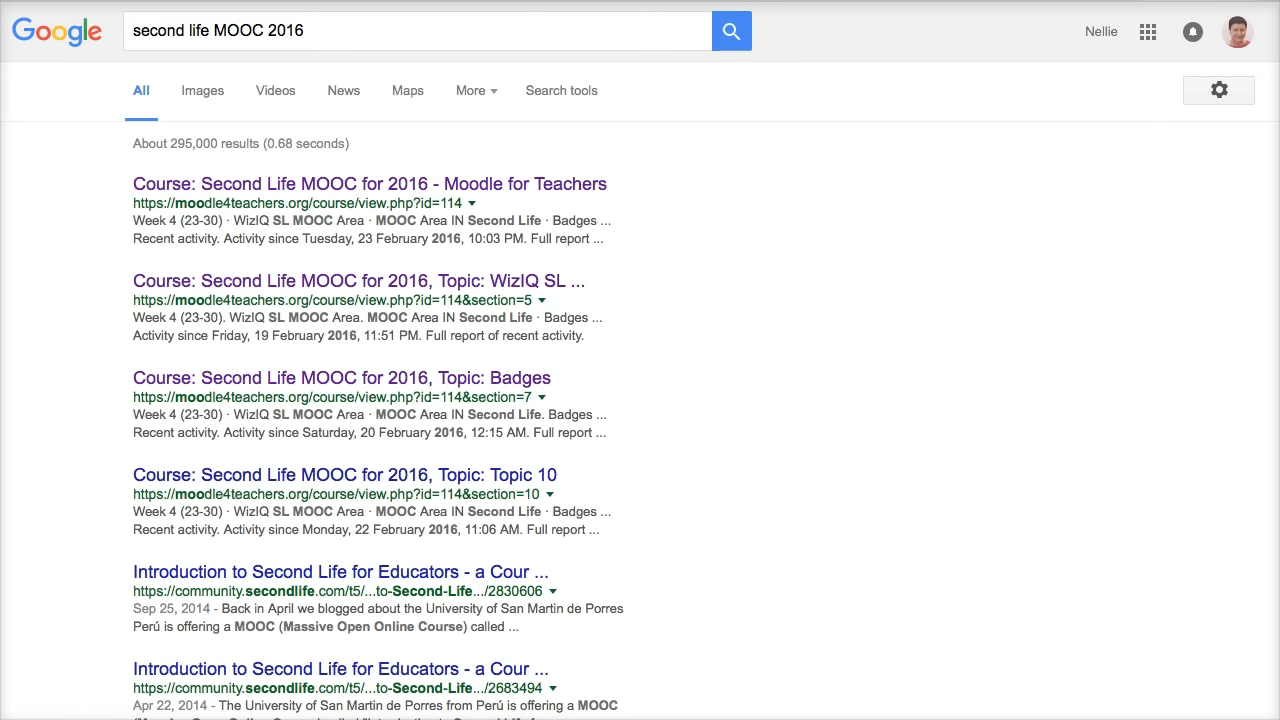 Google
second life MOOC 2016
Nellie
All Images Videos News Maps More Search tools
About 295,000 results (0.68 seconds)
Course: Second Life MOOC for 2016 - Moodle for Teachers
https://moodle4teachers.org/course/view.php?id=114
Week 4 (23-30) · WizIQ SL MOOC Area · MOOC Area IN Second Life · Badges ...
Recent activity. Activity since Tuesday, 23 February 2016, 10:03 PM. Full report ...
Course: Second Life MOOC for 2016, Topic: WizIQ SL ...
https://moodle4teachers.org/course/view.php?id=114&section=5
Week 4 (23-30). WizIQ SL MOOC Area. MOOC Area IN Second Life · Badges ...
Activity since Friday, 19 February 2016, 11:51 PM. Full report of recent activity.
Course: Second Life MOOC for 2016, Topic: Badges
https://moodle4teachers.org/course/view.php?id=114&section=7
Week 4 (23-30) · WizIQ SL MOOC Area · MOOC Area IN Second Life. Badges ...
Recent activity. Activity since Saturday, 20 February 2016, 12:15 AM. Full report ...
Course: Second Life MOOC for 2016, Topic: Topic 10
https://moodle4teachers.org/course/view.php?id=114&section=10
Week 4 (23-30) · WizIQ SL MOOC Area · MOOC Area IN Second Life · Badges ...
Recent activity. Activity since Monday, 22 February 2016, 11:06 AM. Full report ...
Introduction to Second Life for Educators - a Cour ...
https://community.secondlife.com/t5/...to-Second-Life.../2830606
Sep 25, 2014 - Back in April we blogged about the University of San Martin de Porres
Perú is offering a MOOC (Massive Open Online Course) called ...
Introduction to Second Life for Educators - a Cour ...
https://community.secondlife.com/t5/...to-Second-Life.../2683494
Apr 22, 2014 - The University of San Martin de Porres from Perú is offering a MOOC